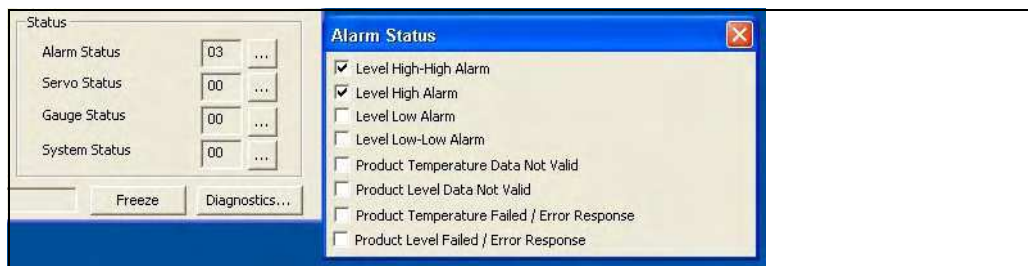 Status
Alarm Status 03 ...
Servo Status 00 ...
Gauge Status 00 ...
System Status 00 ...
Freeze Diagnostics...
Alarm Status
Level High-High Alarm
Level High Alarm
Level Low Alarm
Level Low-Low Alarm
Product Temperature Data Not Valid
Product Level Data Not Valid
Product Temperature Failed / Error Response
Product Level Failed / Error Response